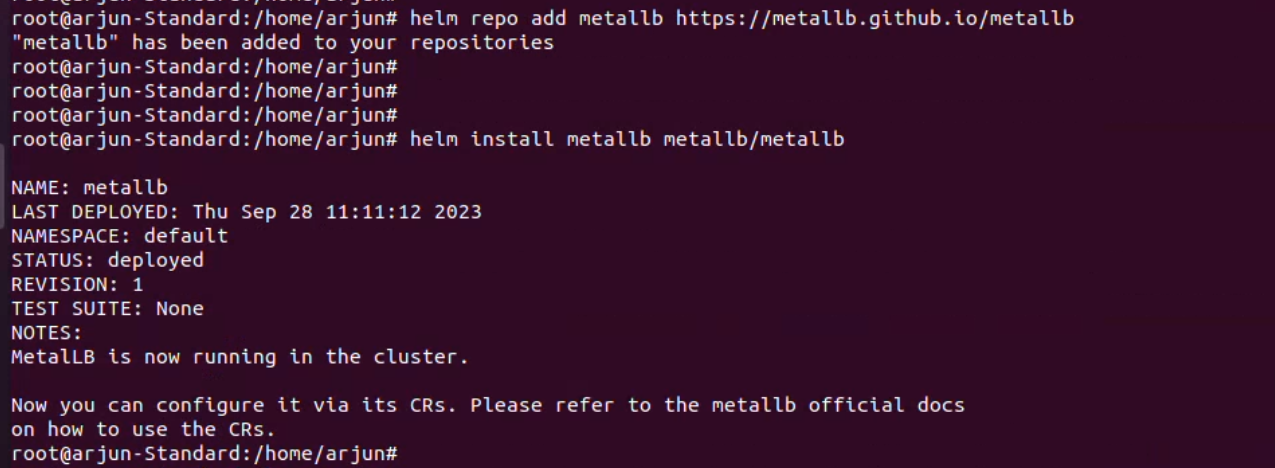 root@arjun-Standard:/home/arjun#
root@arjun-Standard:/home/arjun# helm repo add metallb https://metallb.github.io/metallb
"metallb" has been added to your repositories
root@arjun-Standard:/home/arjun#
root@arjun-Standard:/home/arjun#
root@arjun-Standard:/home/arjun#
root@arjun-Standard:/home/arjun# helm install metallb metallb/metallb
NAME: metallb
LAST DEPLOYED: Thu Sep 28 11:11:12 2023
NAMESPACE: default
STATUS: deployed
REVISION: 1
TEST SUITE: None
NOTES:
MetalLB is now running in the cluster.
Now you can configure it via its CRs. Please refer to the metallb official docs
on how to use the CRs.
root@arjun-Standard:/home/arjun#